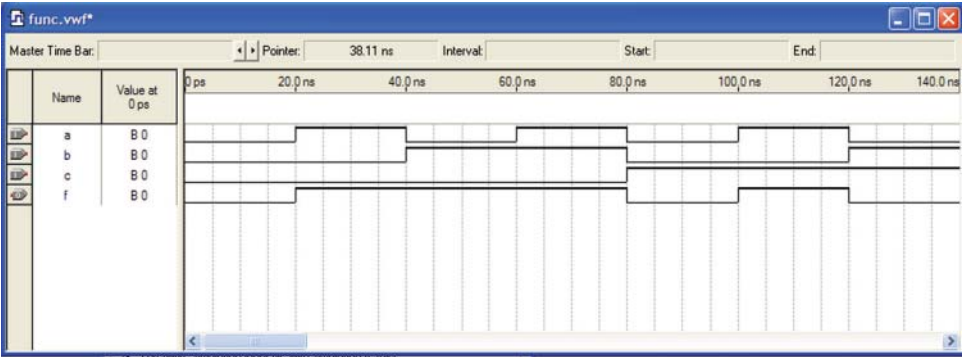 func.vwf*
Master Time Bar: Pointer: 38.11 ns Interval: Start: End:
Name Value at 0 ps
0 ps 20.0 ns 40.0 ns 60.0 ns 80.0 ns 100.0 ns 120.0 ns 140.0 ns
a B 0
b B 0
c B 0
f B 0